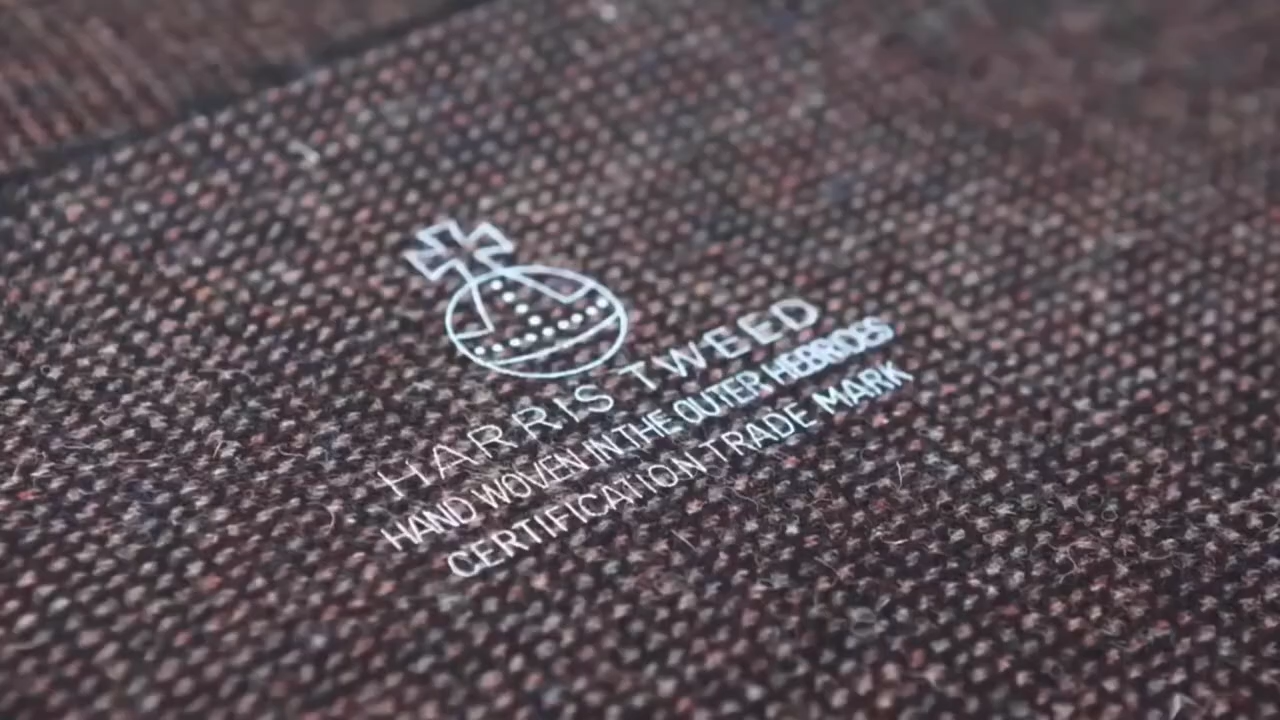 HARRIS TWEED
HAND WOVEN IN THE OUTER HEBRIDES
CERTIFICATION TRADE MARK